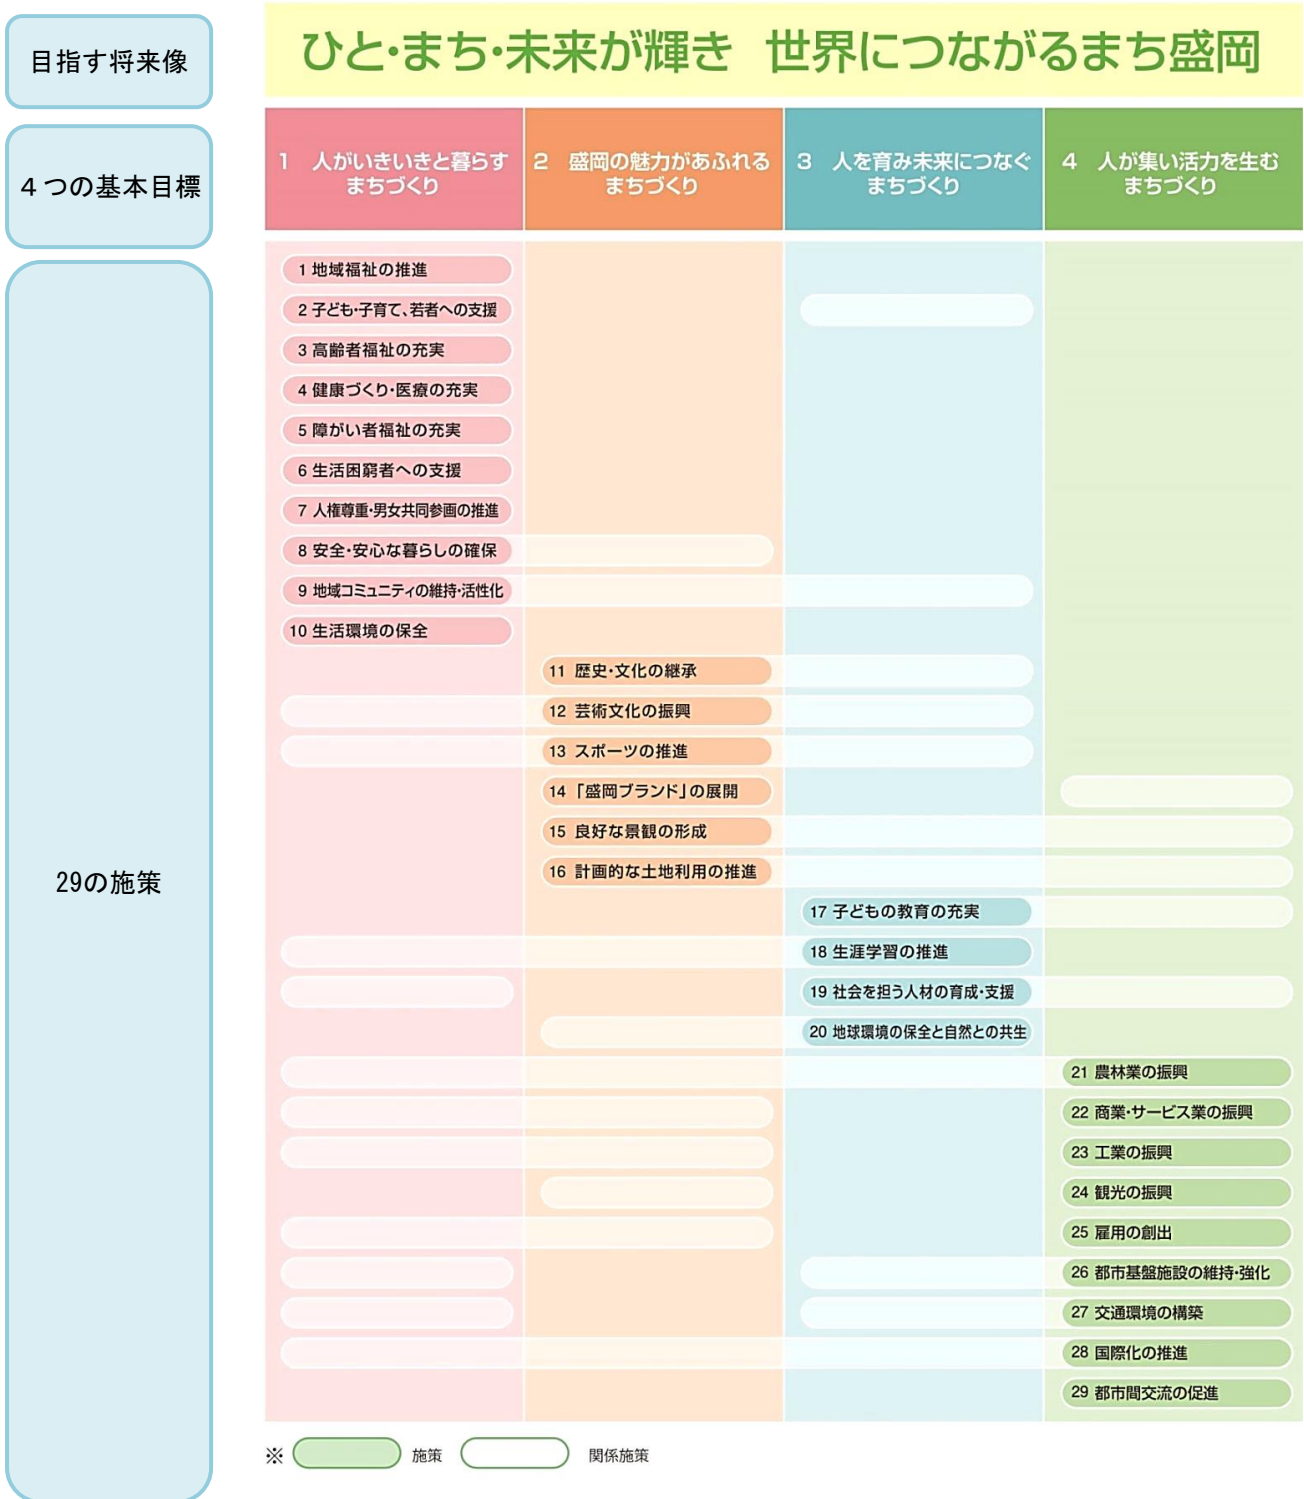 目指す将来像
ひと・まち・未来が輝き 世界につながるまち盛岡
4つの基本目標
1 人がいきいきと暮らす
まちづくり
2 盛岡の魅力があふれる
まちづくり
3 人を育み未来につなぐ
まちづくり
4 人が集い活力を生む
まちづくり
29の施策
1 地域福祉の推進
2 子ども・子育て、若者への支援
3 高齢者福祉の充実
4 健康づくり・医療の充実
5 障がい者福祉の充実
6 生活困窮者への支援
7 人権尊重・男女共同参画の推進
8 安全・安心な暮らしの確保
9 地域コミュニティの維持・活性化
10 生活環境の保全
11 歴史・文化の継承
12 芸術文化の振興
13 スポーツの推進
14 「盛岡ブランド」の展開
15 良好な景観の形成
16 計画的な土地利用の推進
17 子どもの教育の充実
18 生涯学習の推進
19 社会を担う人材の育成・支援
20 地球環境の保全と自然との共生
21 農林業の振興
22 商業・サービス業の振興
23 工業の振興
24 観光の振興
25 雇用の創出
26 都市基盤施設の維持・強化
27 交通環境の構築
28 国際化の推進
29 都市間交流の促進
※ 施策 関係施策